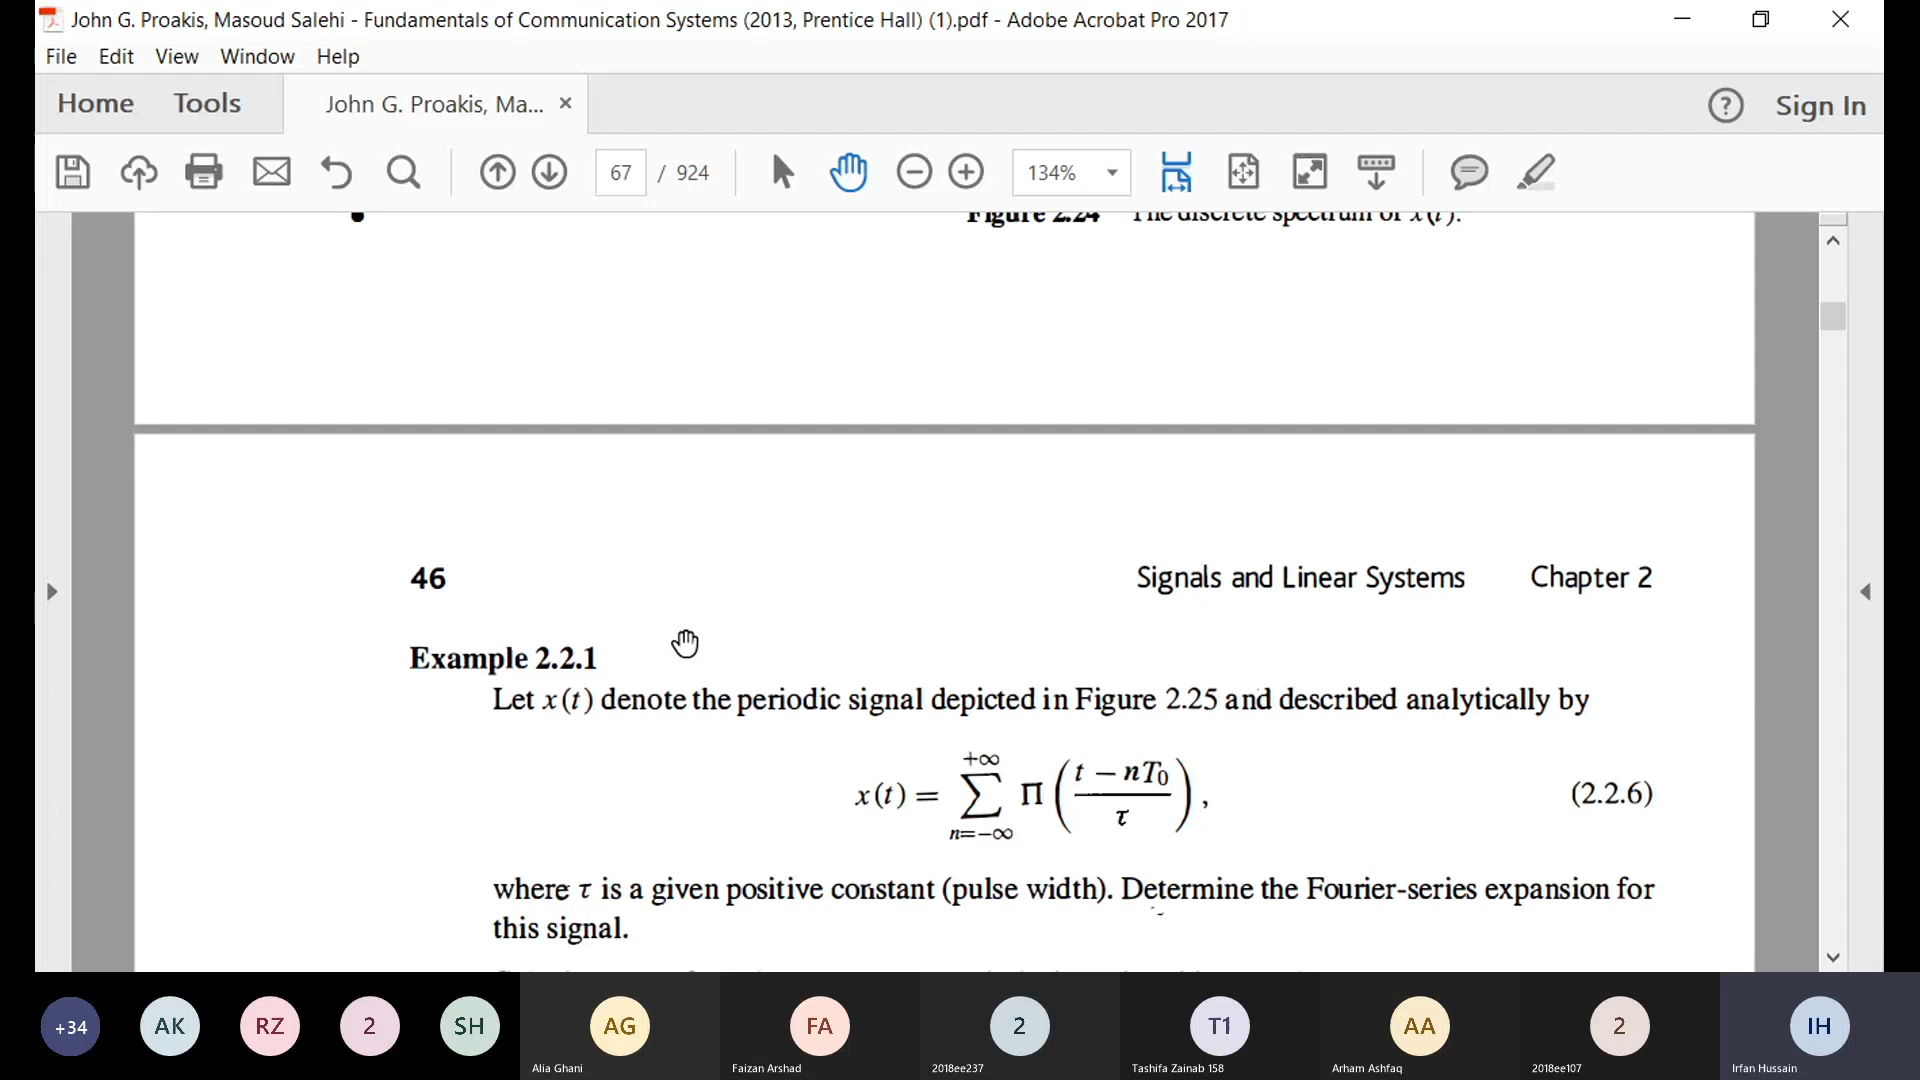 John G. Proakis, Masoud Salehi - Fundamentals of Communication Systems (2013, Prentice Hall) (1).pdf - Adobe Acrobat Pro 2017
File Edit View Window Help
Home Tools John G. Proakis, Ma... × ? Sign In
67 / 924 134%
Figure 2.24 The discrete spectrum of x(t).
46 Signals and Linear Systems Chapter 2
Example 2.2.1
Let x(t) denote the periodic signal depicted in Figure 2.25 and described analytically by
x(t) = ∑_{n=−∞}^{+∞} Π((t − nT₀)/τ), (2.2.6)
where τ is a given positive constant (pulse width). Determine the Fourier-series expansion for
this signal.
+34 AK RZ 2 SH AG FA 2 T1 AA 2 IH
Alia Ghani Faizan Arshad 2018ee237 Tashifa Zainab 158 Arham Ashfaq 2018ee107 Irfan Hussain